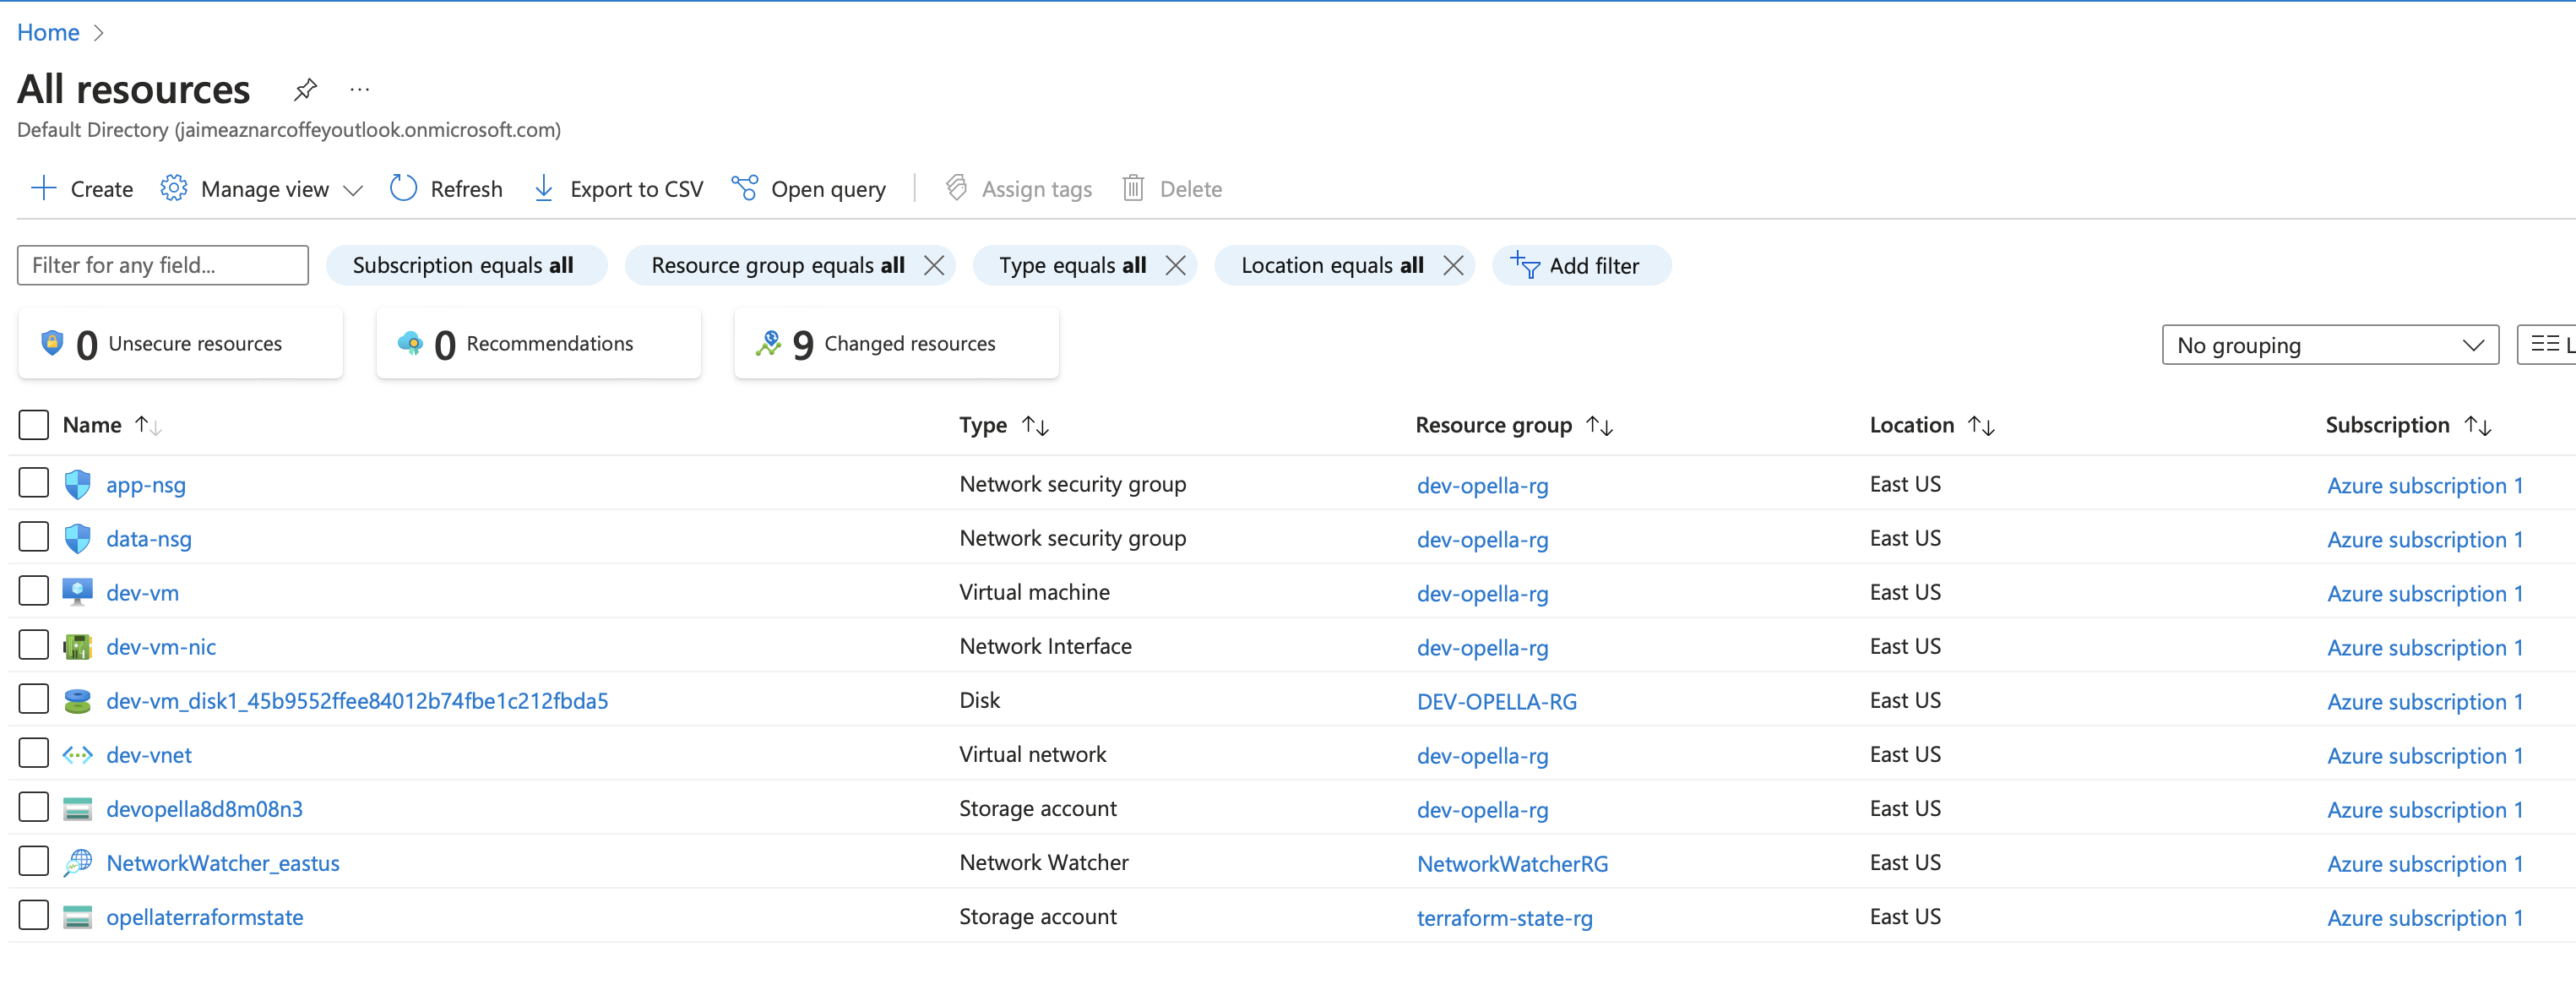 Home
All resources
Default Directory (jaimeaznarcoffeyoutlook.onmicrosoft.com)
Create Manage view Refresh Export to CSV Open query Assign tags Delete
Filter for any field... Subscription equals all Resource group equals all Type equals all Location equals all Add filter
0 Unsecure resources 0 Recommendations 9 Changed resources No grouping L
Name Type Resource group Location Subscription
app-nsg Network security group dev-opella-rg East US Azure subscription 1
data-nsg Network security group dev-opella-rg East US Azure subscription 1
dev-vm Virtual machine dev-opella-rg East US Azure subscription 1
dev-vm-nic Network Interface dev-opella-rg East US Azure subscription 1
dev-vm_disk1_45b9552ffee84012b74fbe1c212fbda5 Disk DEV-OPELLA-RG East US Azure subscription 1
dev-vnet Virtual network dev-opella-rg East US Azure subscription 1
devopella8d8m08n3 Storage account dev-opella-rg East US Azure subscription 1
NetworkWatcher_eastus Network Watcher NetworkWatcherRG East US Azure subscription 1
opellaterraformstate Storage account terraform-state-rg East US Azure subscription 1